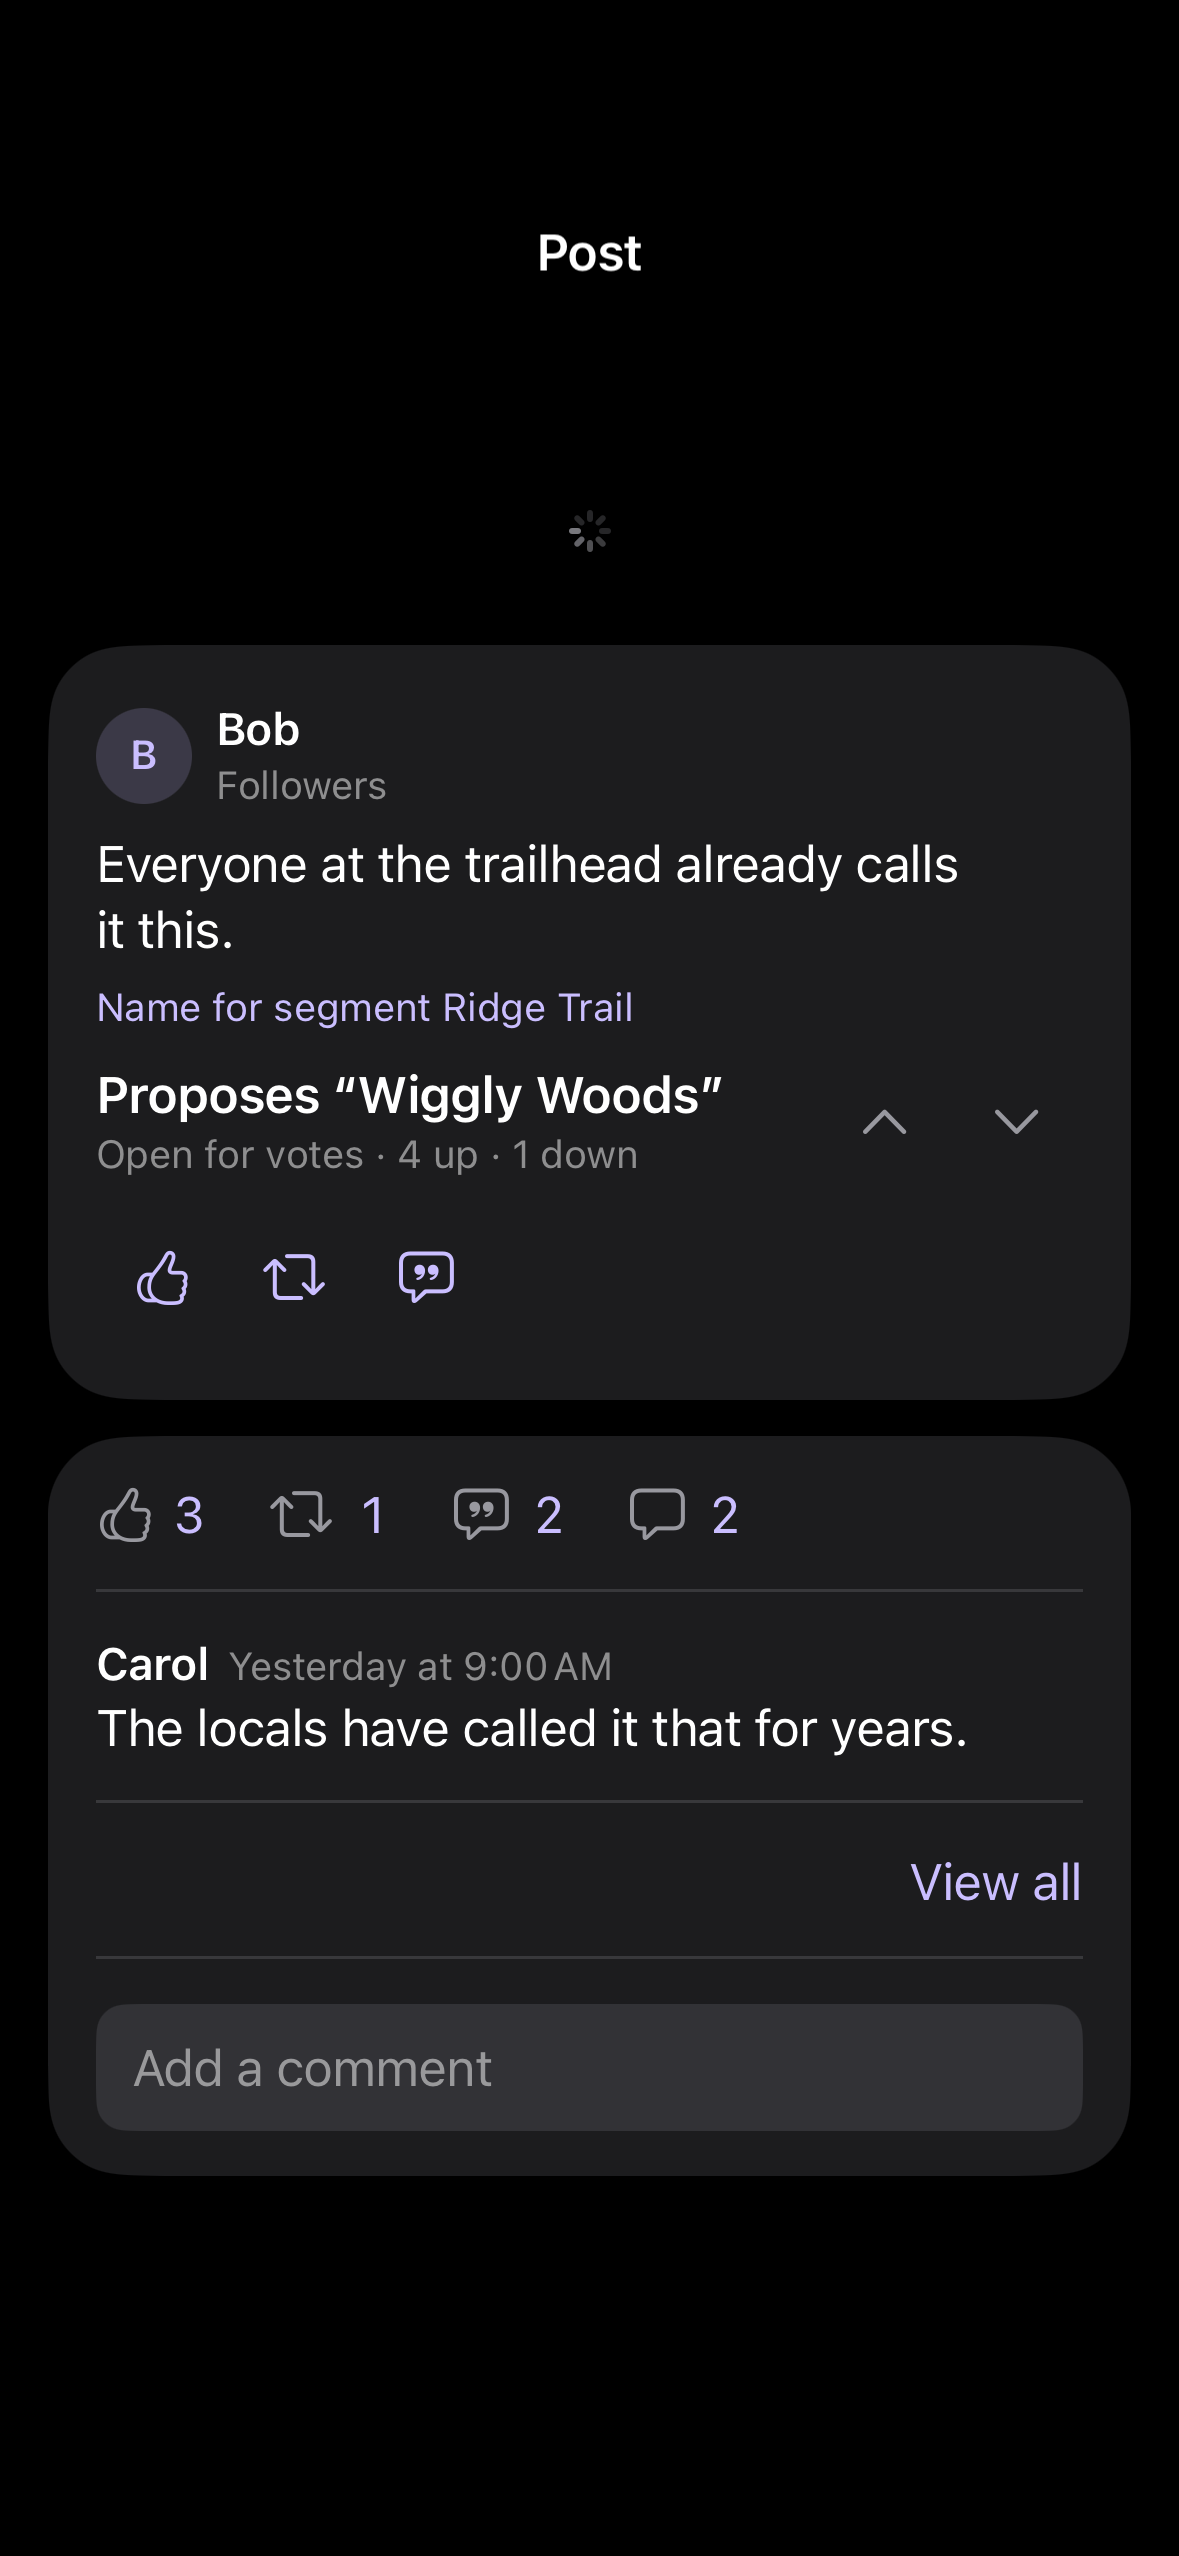 Post
B
Bob
Followers
Everyone at the trailhead already calls
it this.
Name for segment Ridge Trail
Proposes “Wiggly Woods”
Open for votes · 4 up · 1 down
3 1 2 2
Carol Yesterday at 9:00 AM
The locals have called it that for years.
View all
Add a comment